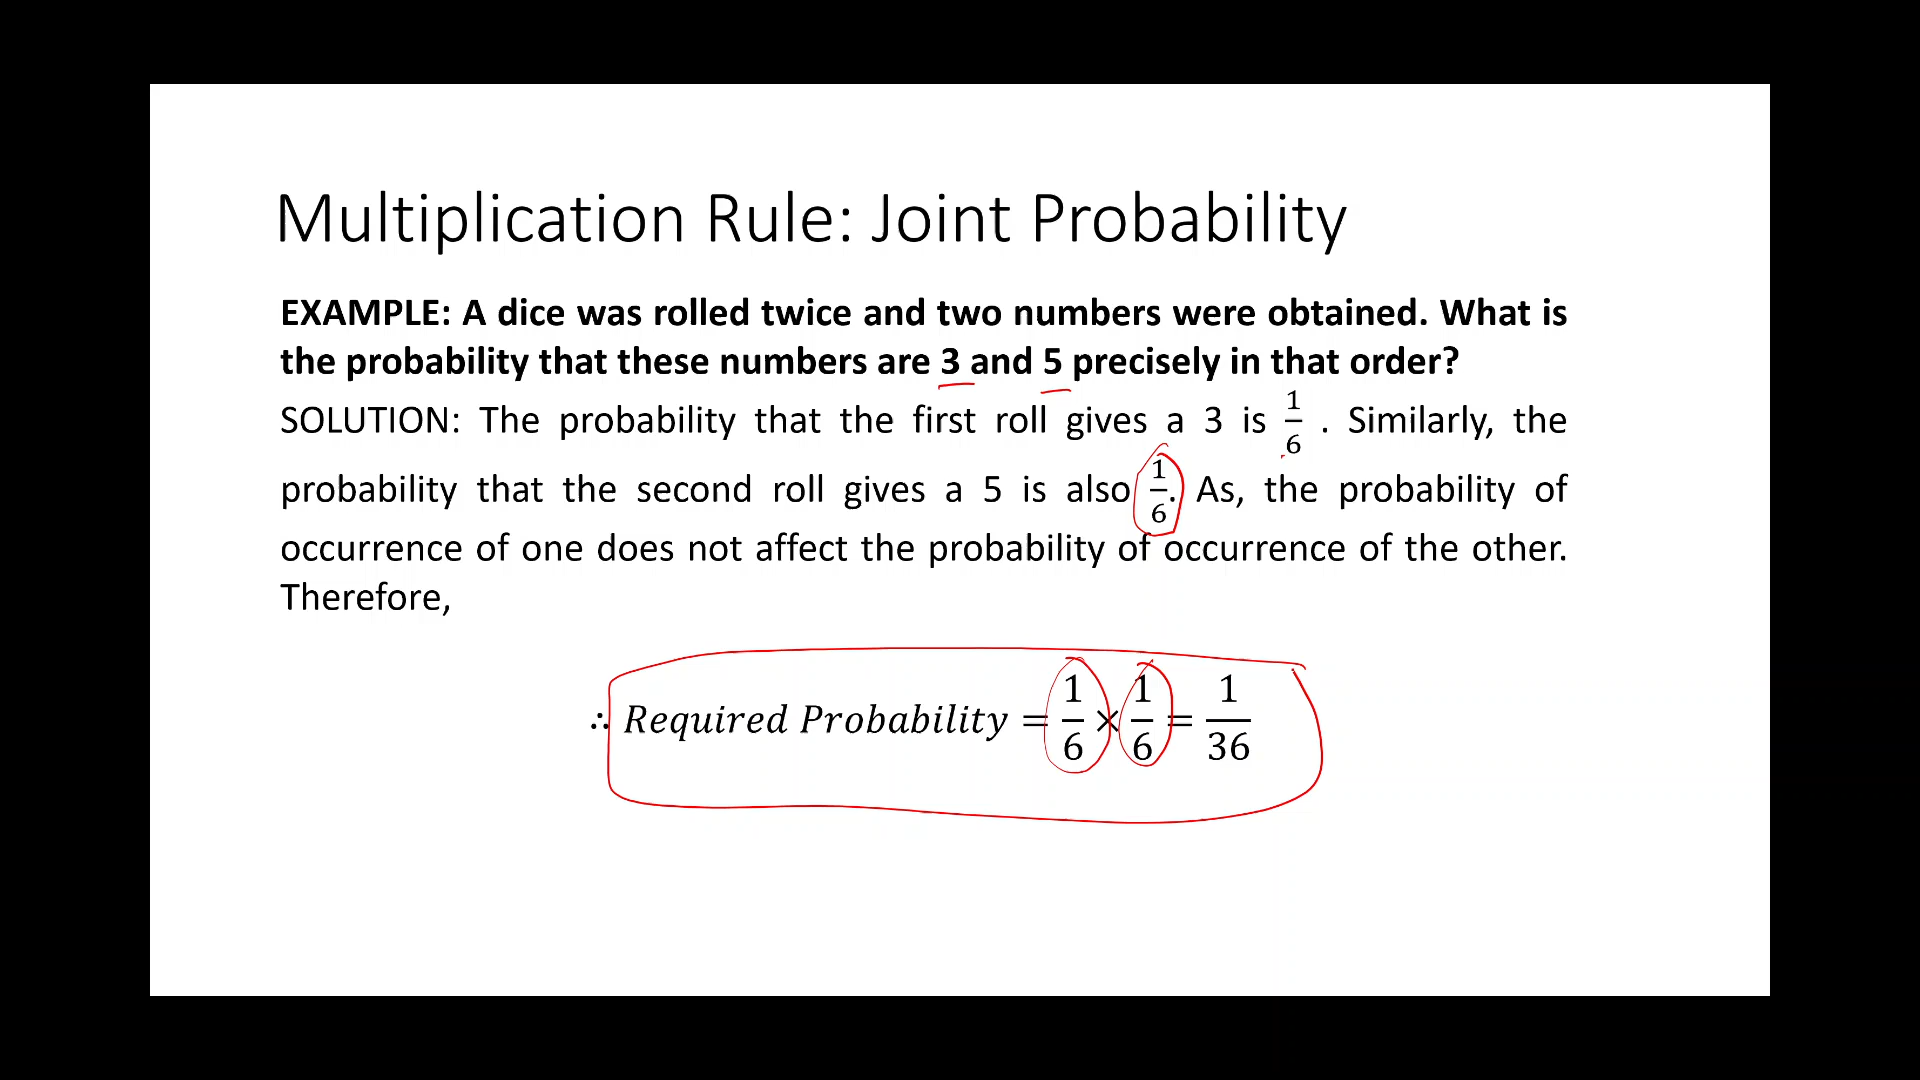 Multiplication Rule: Joint Probability
EXAMPLE: A dice was rolled twice and two numbers were obtained. What is
the probability that these numbers are 3 and 5 precisely in that order?
SOLUTION: The probability that the first roll gives a 3 is 1/6 . Similarly, the
probability that the second roll gives a 5 is also 1/6. As, the probability of
occurrence of one does not affect the probability of occurrence of the other.
Therefore,
∴ Required Probability = 1/6 × 1/6 = 1/36